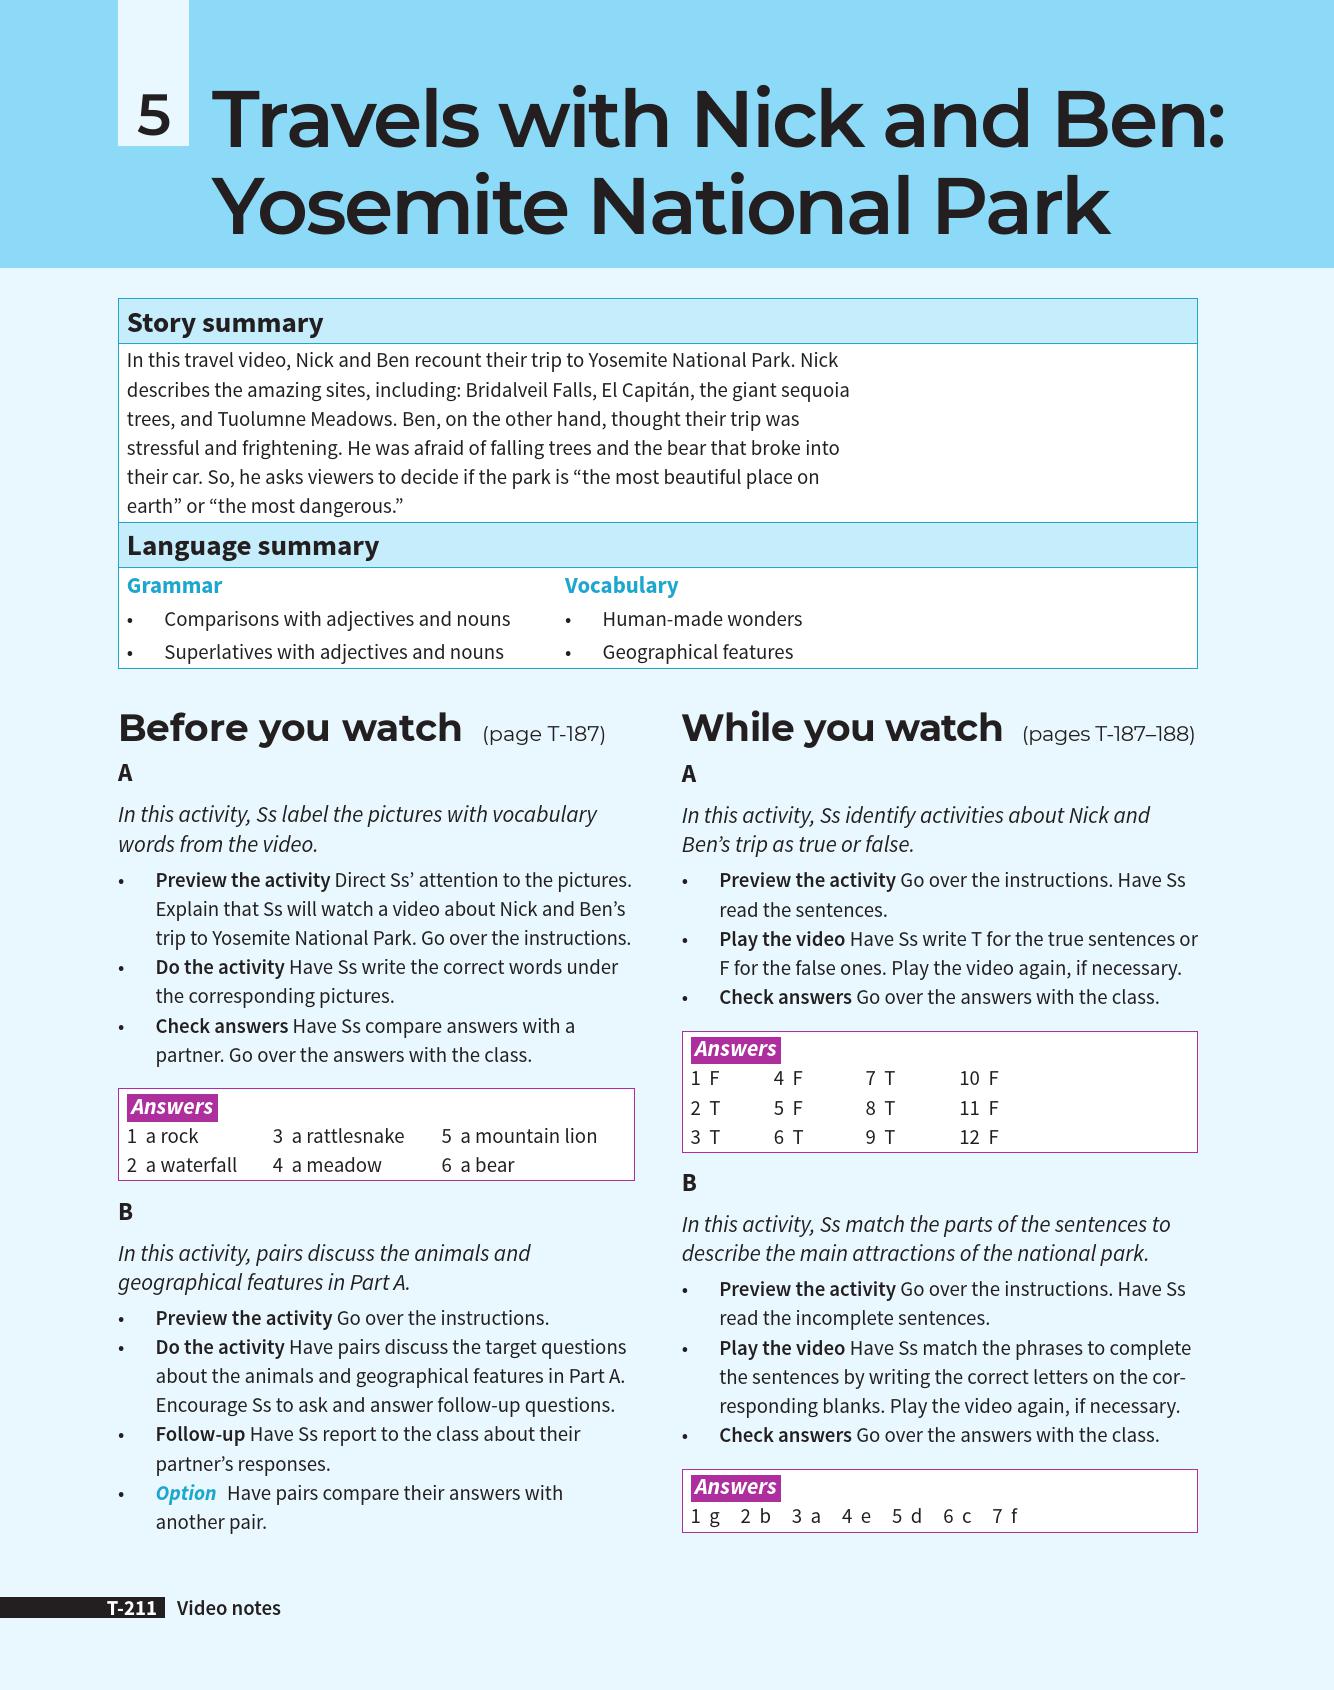 5
Travels with Nick and Ben:
Yosemite National Park
Story summary
In this travel video, Nick and Ben recount their trip to Yosemite National Park. Nick
describes the amazing sites, including: Bridalveil Falls, El Capitán, the giant sequoia
trees, and Tuolumne Meadows. Ben, on the other hand, thought their trip was
stressful and frightening. He was afraid of falling trees and the bear that broke into
their car. So, he asks viewers to decide if the park is “the most beautiful place on
earth” or “the most dangerous.”
Language summary
Grammar
• Comparisons with adjectives and nouns
• Superlatives with adjectives and nouns
Vocabulary
• Human-made wonders
• Geographical features
Before you watch (page T-187)
A
In this activity, Ss label the pictures with vocabulary
words from the video.
• Preview the activity Direct Ss’ attention to the pictures.
Explain that Ss will watch a video about Nick and Ben’s
trip to Yosemite National Park. Go over the instructions.
• Do the activity Have Ss write the correct words under
the corresponding pictures.
• Check answers Have Ss compare answers with a
partner. Go over the answers with the class.
Answers
1 a rock 3 a rattlesnake 5 a mountain lion
2 a waterfall 4 a meadow 6 a bear
B
In this activity, pairs discuss the animals and
geographical features in Part A.
• Preview the activity Go over the instructions.
• Do the activity Have pairs discuss the target questions
about the animals and geographical features in Part A.
Encourage Ss to ask and answer follow-up questions.
• Follow-up Have Ss report to the class about their
partner’s responses.
• Option Have pairs compare their answers with
another pair.
While you watch (pages T-187–188)
A
In this activity, Ss identify activities about Nick and
Ben’s trip as true or false.
• Preview the activity Go over the instructions. Have Ss
read the sentences.
• Play the video Have Ss write T for the true sentences or
F for the false ones. Play the video again, if necessary.
• Check answers Go over the answers with the class.
Answers
1 F 4 F 7 T 10 F
2 T 5 F 8 T 11 F
3 T 6 T 9 T 12 F
B
In this activity, Ss match the parts of the sentences to
describe the main attractions of the national park.
• Preview the activity Go over the instructions. Have Ss
read the incomplete sentences.
• Play the video Have Ss match the phrases to complete
the sentences by writing the correct letters on the cor-
responding blanks. Play the video again, if necessary.
• Check answers Go over the answers with the class.
Answers
1 g 2 b 3 a 4 e 5 d 6 c 7 f
T-211 Video notes